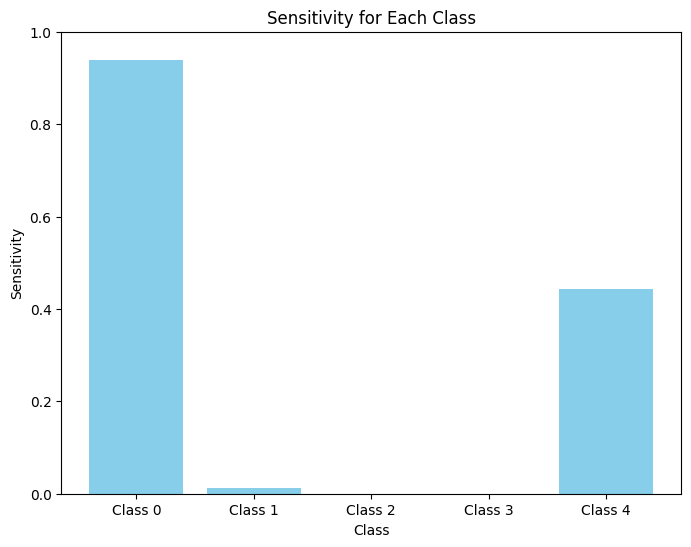 Sensitivity for Each Class
1.0
0.8
0.6
0.4
0.2
0.0
Sensitivity
Class 0
Class 1
Class 2
Class 3
Class 4
Class